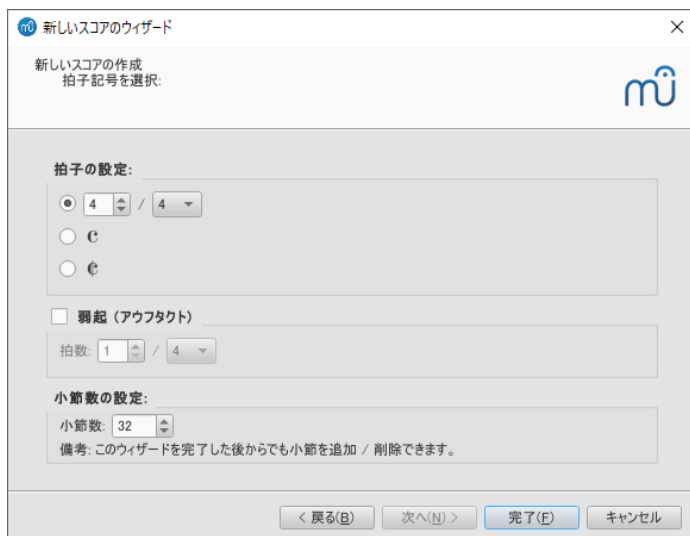 新しいスコアのウィザード
新しいスコアの作成
拍子記号を選択:
拍子の設定:
4 / 4
弱起 (アウフタクト)
拍数: 1 / 4
小節数の設定:
小節数: 32
備考: このウィザードを完了した後からでも小節を追加 / 削除できます。
< 戻る(B) 次へ(N) > 完了(F) キャンセル